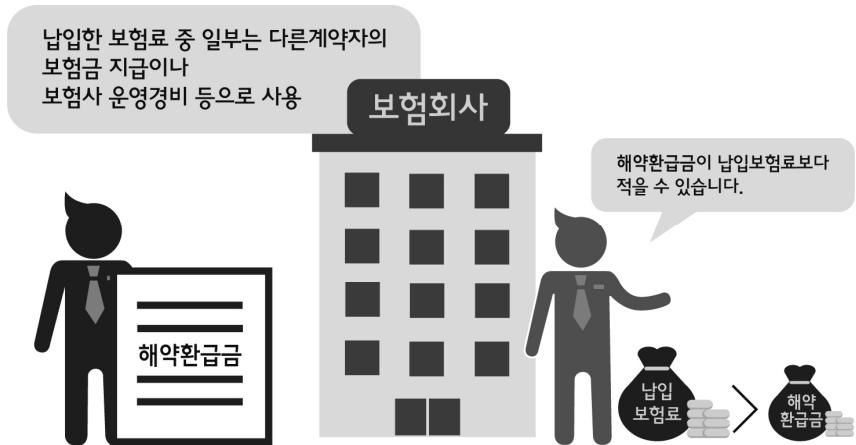 납입한 보험료 중 일부는 다른계약자의
보험금 지급이나
보험사 운영경비 등으로 사용
보험회사
해약환급금이 납입보험료보다
적을 수 있습니다.
해약환급금
납입
보험료
>
해약
환급금